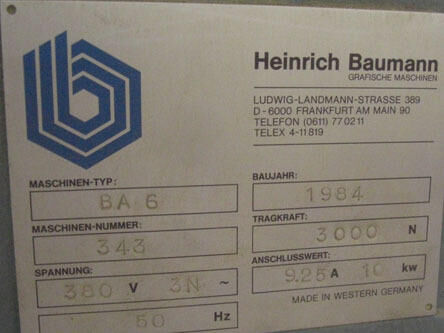 Heinrich Baumann
GRAFISCHE MASCHINEN
LUDWIG-LANDMANN-STRASSE 389
D-6000 FRANKFURT AM MAIN 90
TELEFON (0611) 77 02 11
TELEX 4-11819
MASCHINEN-TYP:
BA 6
BAUJAHR:
1984
MASCHINEN-NUMMER:
343
TRAGKRAFT:
3000 N
SPANNUNG:
380 V 3N ~
ANSCHLUSSWERT:
9.25 A 10 kw
50 Hz
MADE IN WESTERN GERMANY